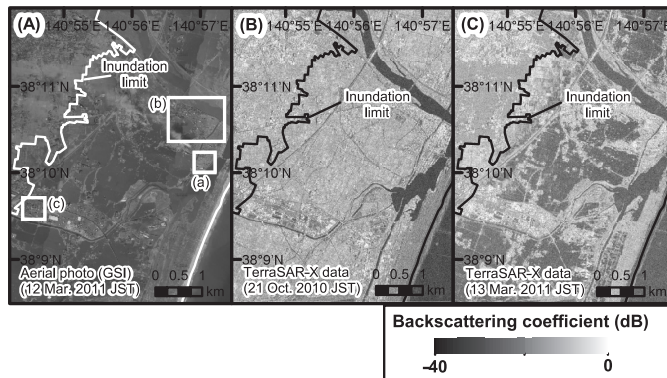 (A)
140°55'E 140°56' 140°57'
Inundation
limit
38°11'N
(b)
(a)
38°10'N
(c)
38°9'N
Aerial photo (GSI)
(12 Mar. 2011 JST)
0 0.5 1
km
(B)
140°55'E 140°56' 140°57'
38°11'N
Inundation
limit
38°10'N
38°9'N
TerraSAR-X data
(21 Oct. 2010 JST)
0 0.5 1
km
(C)
140°55'E 140°56' 140°57'
38°11'N
Inundation
limit
38°10'N
38°9'N
TerraSAR-X data
(13 Mar. 2011 JST)
0 0.5 1
km
Backscattering coefficient (dB)
-40 0